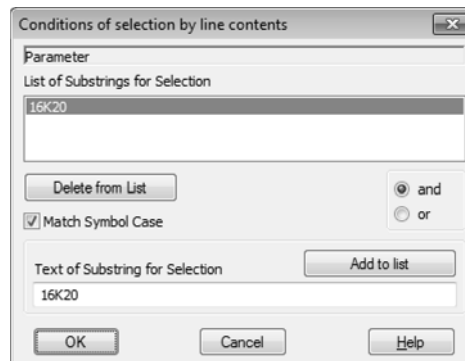 Conditions of selection by line contents
Parameter
List of Substrings for Selection
16K20
Delete from List
and
or
Match Symbol Case
Text of Substring for Selection
Add to list
16K20
OK
Cancel
Help